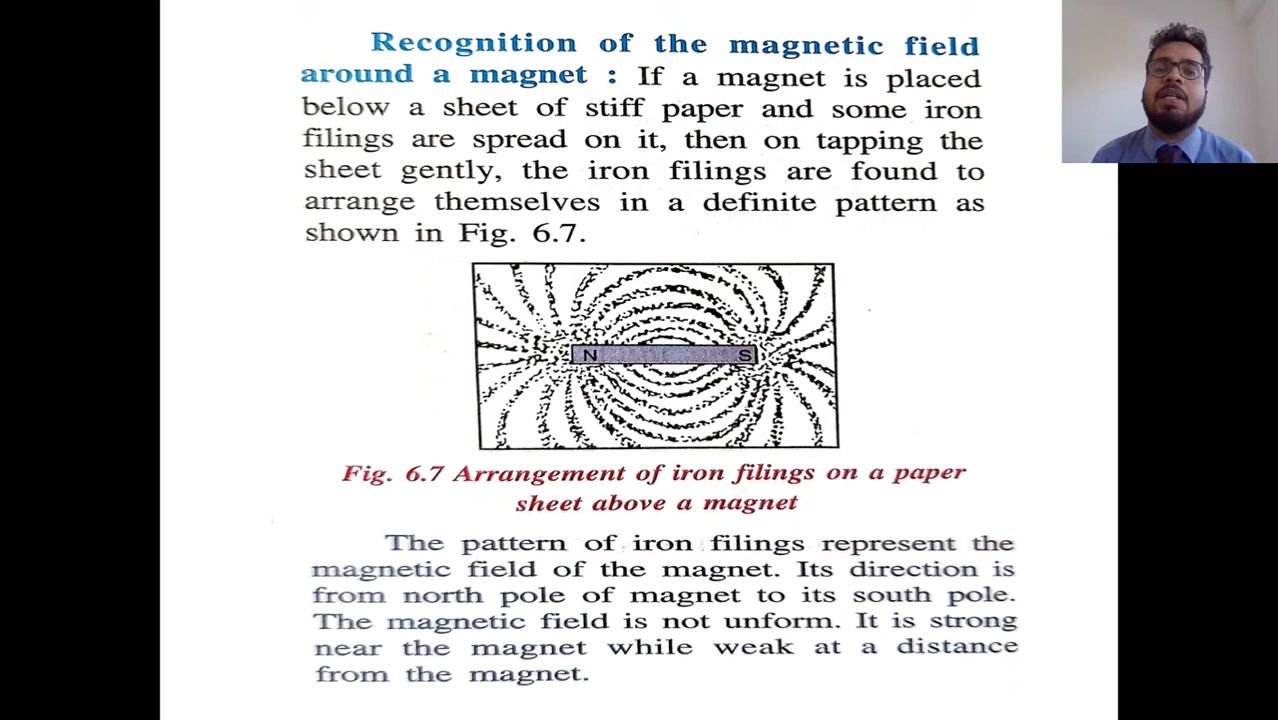 Recognition of the magnetic field
around a magnet : If a magnet is placed
below a sheet of stiff paper and some iron
filings are spread on it, then on tapping the
sheet gently, the iron filings are found to
arrange themselves in a definite pattern as
shown in Fig. 6.7.
N S
Fig. 6.7 Arrangement of iron filings on a paper
sheet above a magnet
The pattern of iron filings represent the
magnetic field of the magnet. Its direction is
from north pole of magnet to its south pole.
The magnetic field is not unform. It is strong
near the magnet while weak at a distance
from the magnet.